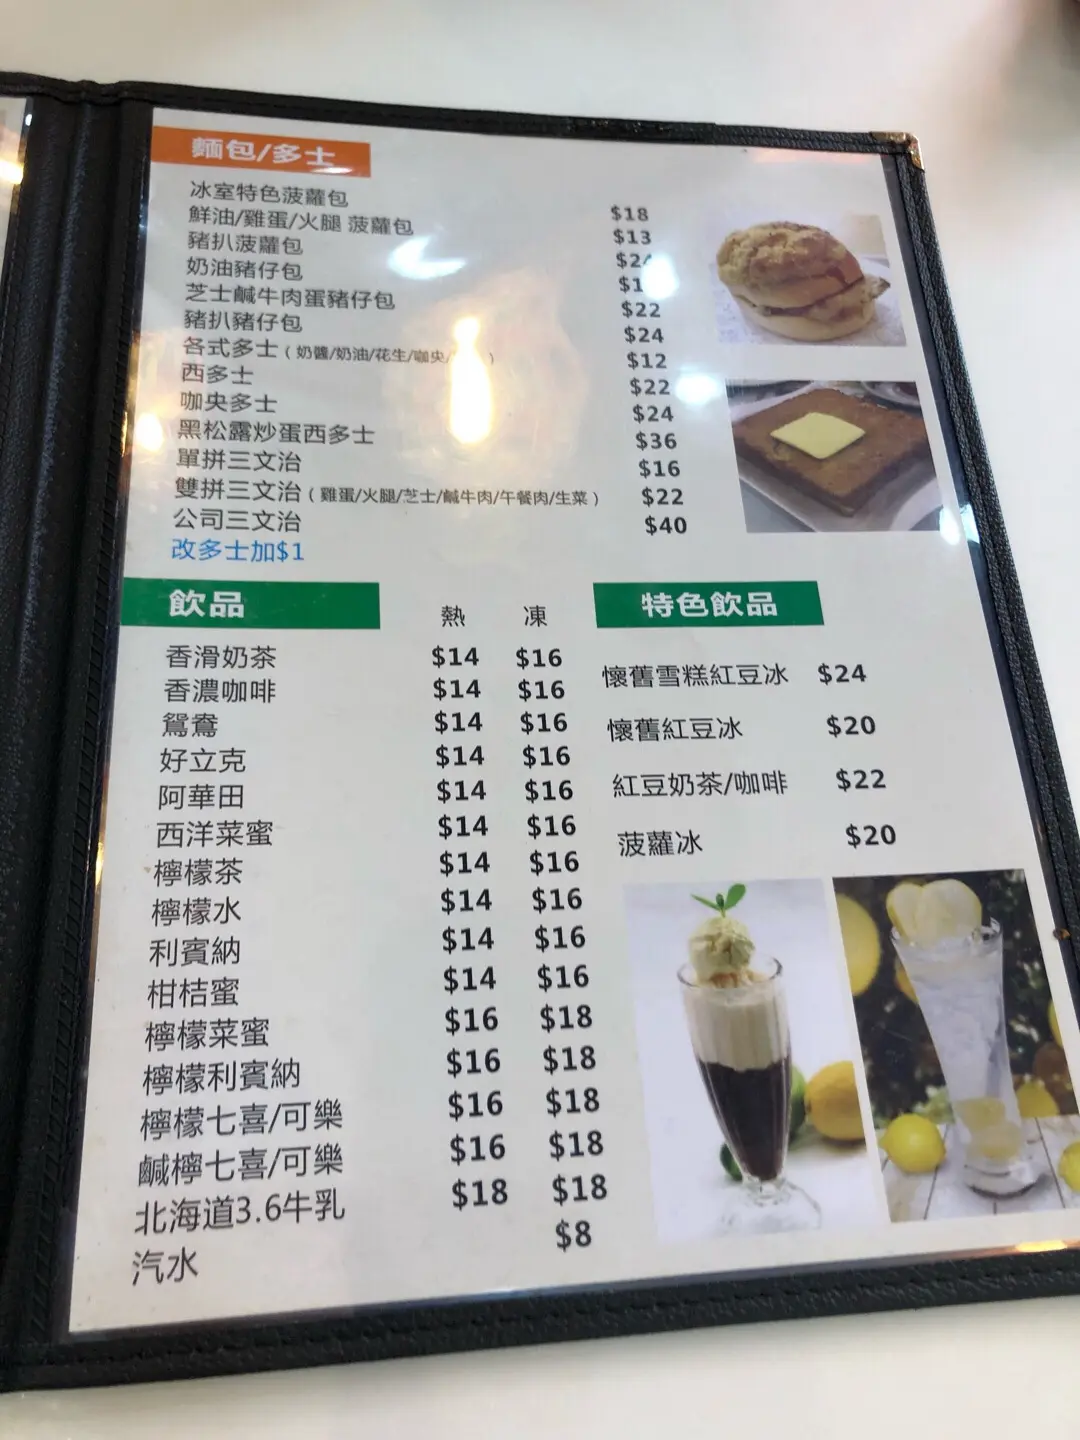 麵包/多士
冰室特色菠蘿包 $18
鮮油/雞蛋/火腿 菠蘿包 $13
豬扒菠蘿包
奶油豬仔包
芝士鹹牛肉蛋豬仔包 $22
豬扒豬仔包 $24
各式多士 ( 奶醬/奶油/花生/咖央/ ) $12
西多士 $22
咖央多士 $24
黑松露炒蛋西多士 $36
單拼三文治 $16
雙拼三文治 ( 雞蛋/火腿/芝士/鹹牛肉/午餐肉/生菜 ) $22
公司三文治 $40
改多士加$1
飲品 熱 凍
香滑奶茶 $14 $16
香濃咖啡 $14 $16
鴛鴦 $14 $16
好立克 $14 $16
阿華田 $14 $16
西洋菜蜜 $14 $16
檸檬茶 $14 $16
檸檬水 $14 $16
利賓納 $14 $16
柑桔蜜 $14 $16
檸檬菜蜜 $16 $18
檸檬利賓納 $16 $18
檸檬七喜/可樂 $16 $18
鹹檸七喜/可樂 $16 $18
北海道3.6牛乳 $18 $18
汽水 $8
特色飲品
懷舊雪糕紅豆冰 $24
懷舊紅豆冰 $20
紅豆奶茶/咖啡 $22
菠蘿冰 $20